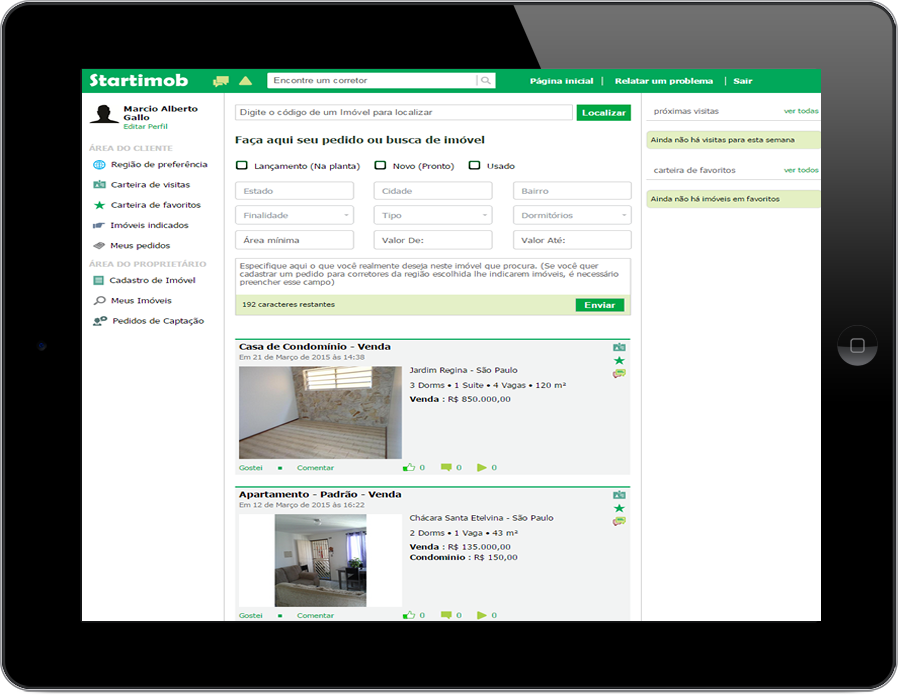 Startimob
Encontre um corretor
Página inicial | Relatar um problema | Sair
Marcio Alberto
Gallo
Editar Perfil
ÁREA DO CLIENTE
Região de preferência
Carteira de visitas
Carteira de favoritos
Imóveis indicados
Meus pedidos
ÁREA DO PROPRIETÁRIO
Cadastro de Imóvel
Meus Imóveis
Pedidos de Captação
Digite o código de um Imóvel para localizar
Localizar
Faça aqui seu pedido ou busca de imóvel
Lançamento (Na planta) Novo (Pronto) Usado
Estado Cidade Bairro
Finalidade Tipo Dormitórios
Área mínima Valor De: Valor Até:
Especifique aqui o que você realmente deseja neste imóvel que procura. (Se você quer
cadastrar um pedido para corretores da região escolhida lhe indicarem imóveis, é necessário
preencher esse campo)
192 caracteres restantes
Enviar
Casa de Condomínio - Venda
Em 21 de Março de 2015 às 14:38
Jardim Regina - São Paulo
3 Dorms • 1 Suite • 4 Vagas • 120 m²
Venda : R$ 850.000,00
Gostei • Comentar 0 0 0
Apartamento - Padrão - Venda
Em 12 de Março de 2015 às 16:22
Chácara Santa Etelvina - São Paulo
2 Dorms • 1 Vaga • 43 m²
Venda : R$ 135.000,00
Condominio : R$ 150,00
Gostei • Comentar 0 0 0
próximas visitas ver todas
Ainda não há visitas para esta semana
carteira de favoritos ver todos
Ainda não há imóveis em favoritos